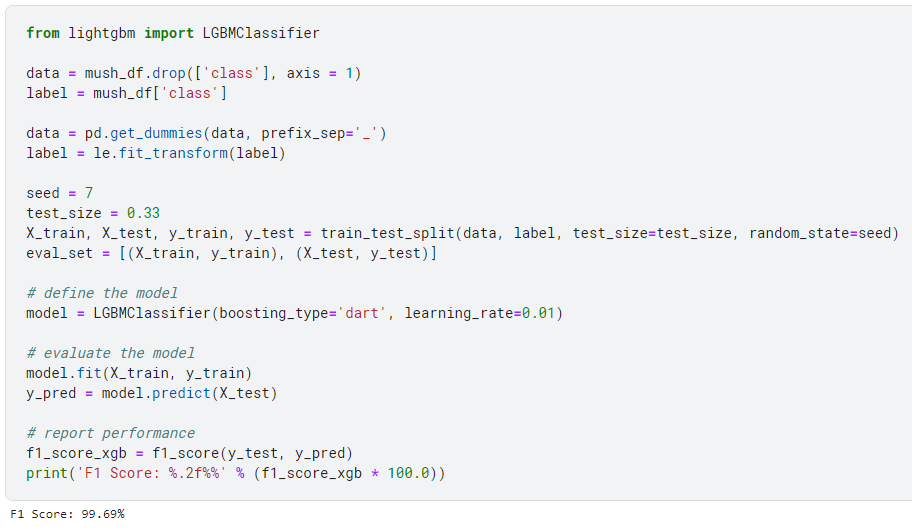 from lightgbm import LGBMClassifier
data = mush_df.drop(['class'], axis = 1)
label = mush_df['class']
data = pd.get_dummies(data, prefix_sep='_')
label = le.fit_transform(label)
seed = 7
test_size = 0.33
X_train, X_test, y_train, y_test = train_test_split(data, label, test_size=test_size, random_state=seed)
eval_set = [(X_train, y_train), (X_test, y_test)]
# define the model
model = LGBMClassifier(boosting_type='dart', learning_rate=0.01)
# evaluate the model
model.fit(X_train, y_train)
y_pred = model.predict(X_test)
# report performance
f1_score_xgb = f1_score(y_test, y_pred)
print('F1 Score: %.2f%%' % (f1_score_xgb * 100.0))
F1 Score: 99.69%